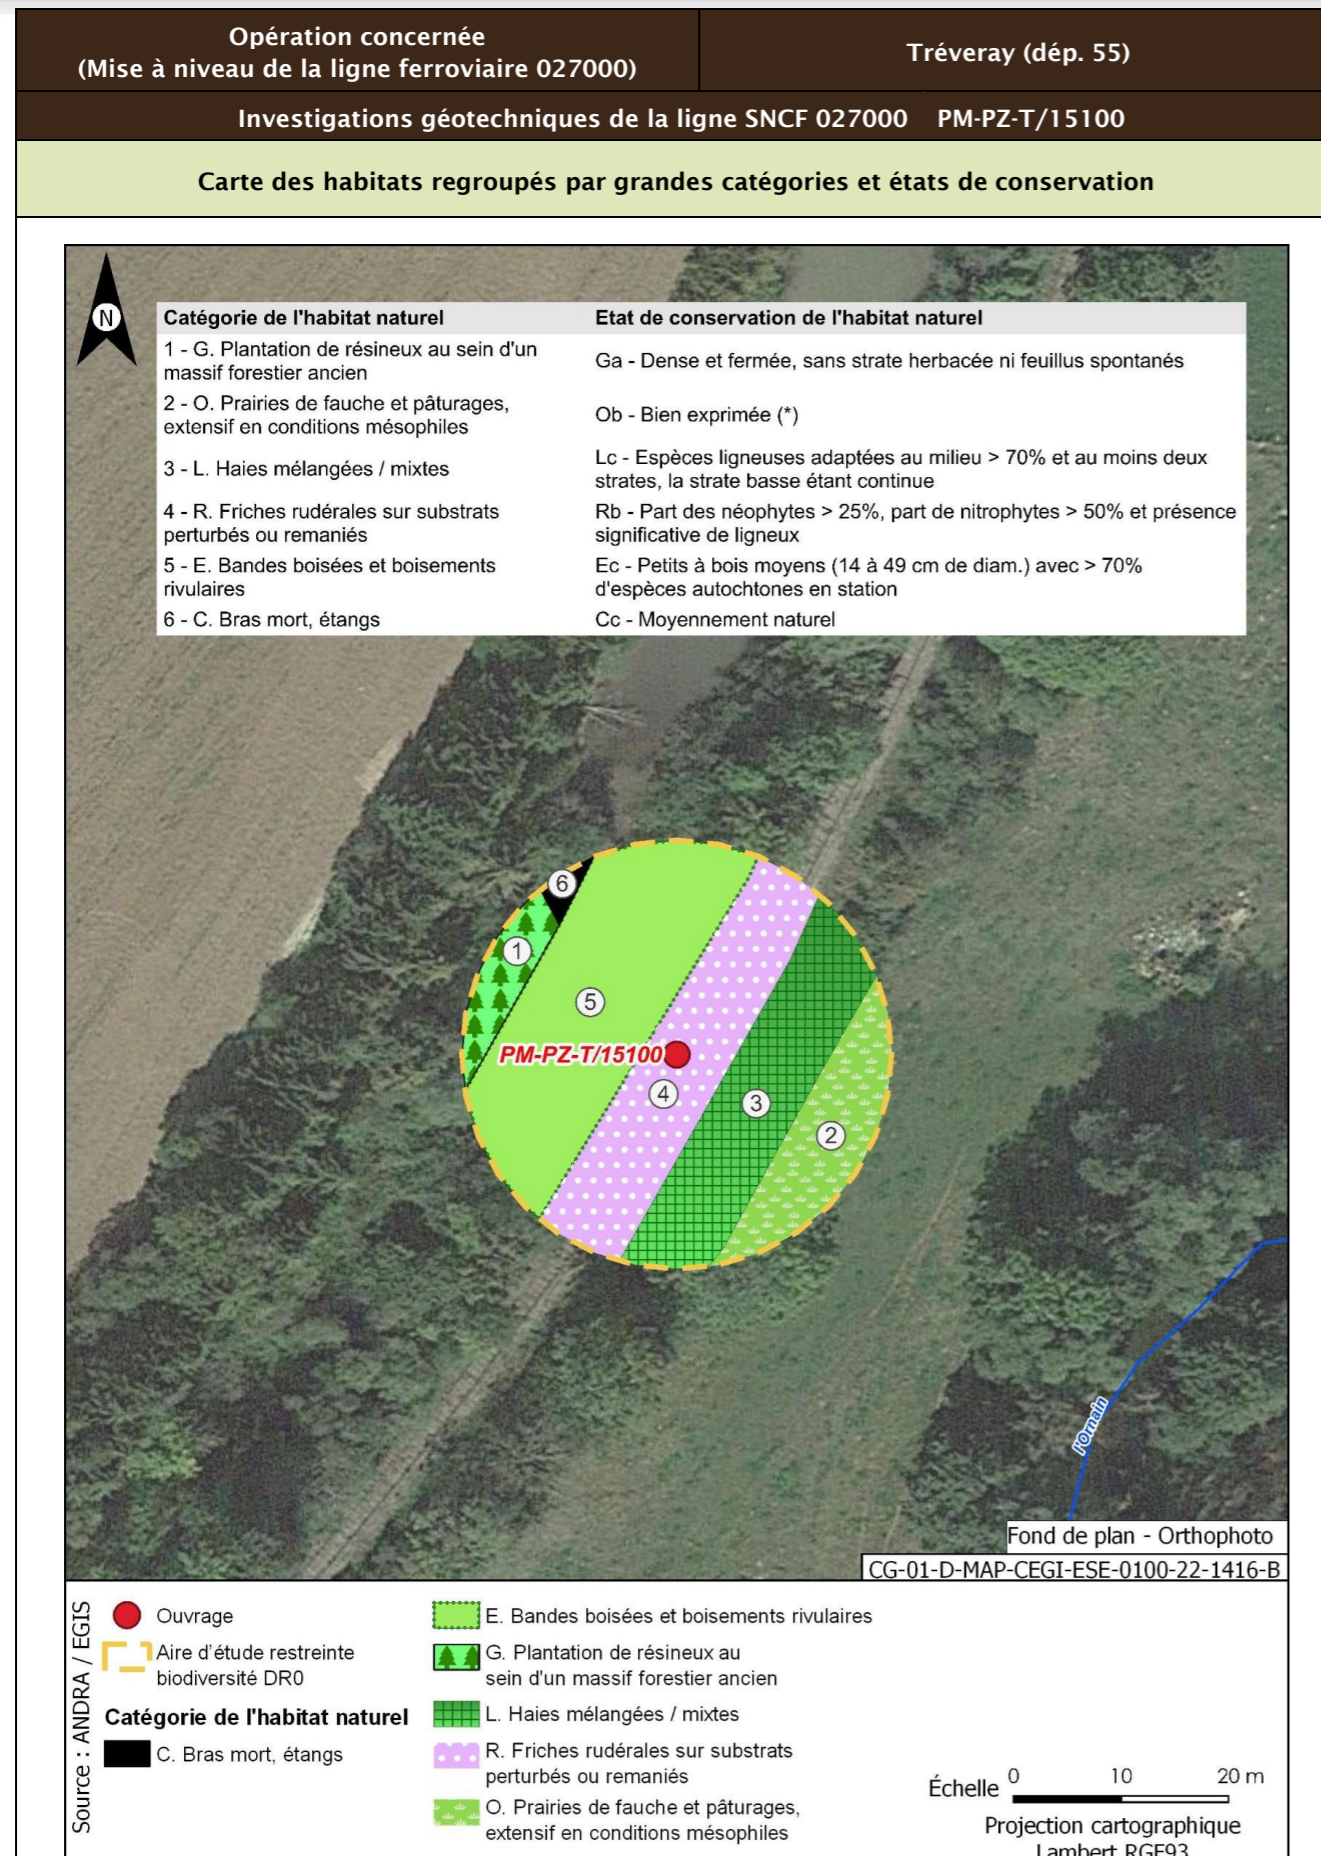 Opération concernée
(Mise à niveau de la ligne ferroviaire 027000)
Tréveray (dép. 55)
Investigations géotechniques de la ligne SNCF 027000 PM-PZ-T/15100
Carte des habitats regroupés par grandes catégories et états de conservation
N
Catégorie de l'habitat naturel
Etat de conservation de l'habitat naturel
1 - G. Plantation de résineux au sein d'un
massif forestier ancien
Ga - Dense et fermée, sans strate herbacée ni feuillus spontanés
2 - O. Prairies de fauche et pâturages,
extensif en conditions mésophiles
Ob - Bien exprimée (*)
3 - L. Haies mélangées / mixtes
Lc - Espèces ligneuses adaptées au milieu > 70% et au moins deux
strates, la strate basse étant continue
4 - R. Friches rudérales sur substrats
perturbés ou remaniés
Rb - Part des néophytes > 25%, part de nitrophytes > 50% et présence
significative de ligneux
5 - E. Bandes boisées et boisements
rivulaires
Ec - Petits à bois moyens (14 à 49 cm de diam.) avec > 70%
d'espèces autochtones en station
6 - C. Bras mort, étangs
Cc - Moyennement naturel
6
1
5
PM-PZ-T/15100
4
3
2
l'Ornain
Fond de plan - Orthophoto
CG-01-D-MAP-CEGI-ESE-0100-22-1416-B
Source : ANDRA / EGIS
Ouvrage
Aire d'étude restreinte
biodiversité DR0
Catégorie de l'habitat naturel
C. Bras mort, étangs
E. Bandes boisées et boisements rivulaires
G. Plantation de résineux au
sein d'un massif forestier ancien
L. Haies mélangées / mixtes
R. Friches rudérales sur substrats
perturbés ou remaniés
O. Prairies de fauche et pâturages,
extensif en conditions mésophiles
Échelle 0 10 20 m
Projection cartographique
Lambert RGF93